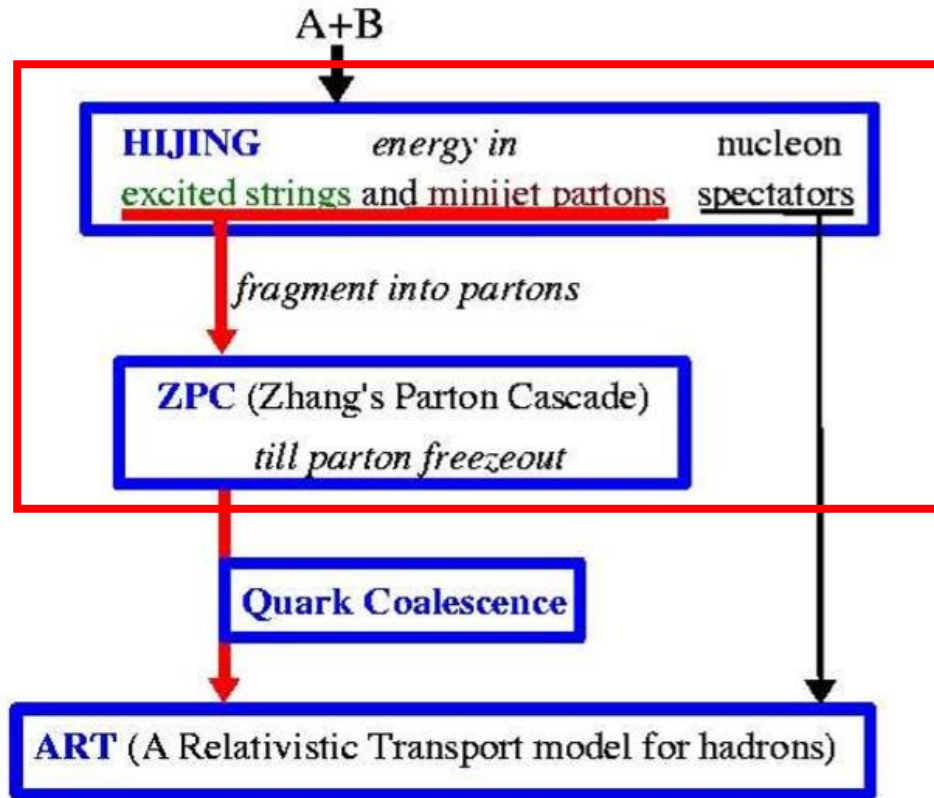 A+B
HIJING energy in nucleon
excited strings and minijet partons spectators
fragment into partons
ZPC (Zhang's Parton Cascade)
till parton freezeout
Quark Coalescence
ART (A Relativistic Transport model for hadrons)